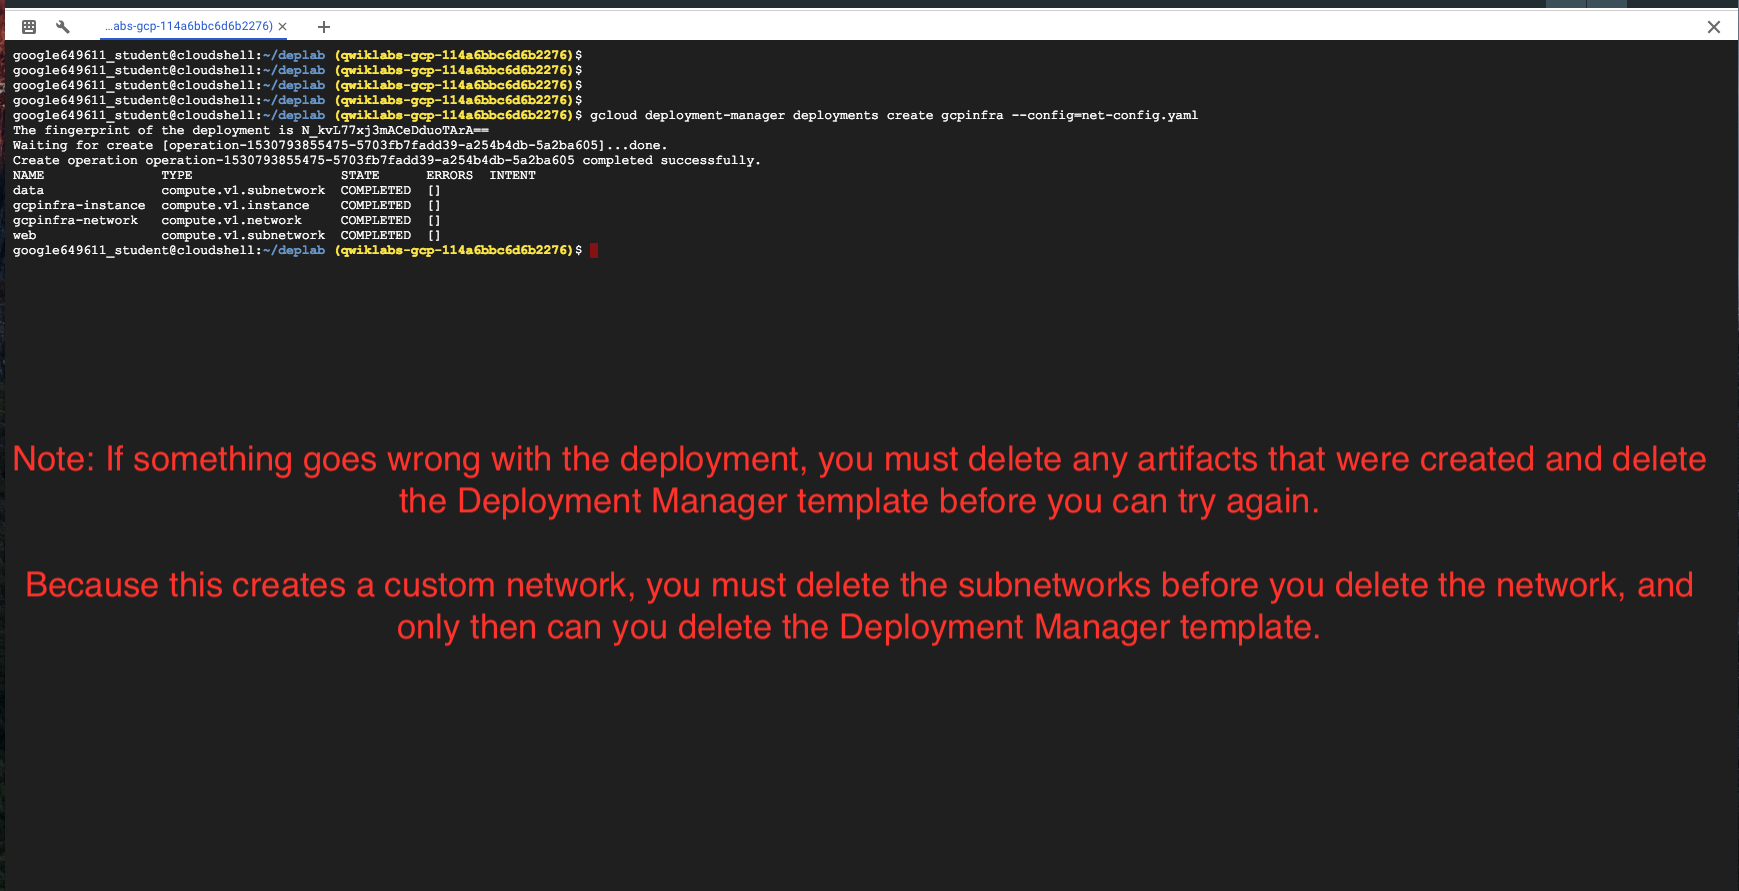 ...abs-gcp-114a6bbc6d6b2276)
google649611_student@cloudshell:~/deplab (qwiklabs-gcp-114a6bbc6d6b2276)$
google649611_student@cloudshell:~/deplab (qwiklabs-gcp-114a6bbc6d6b2276)$
google649611_student@cloudshell:~/deplab (qwiklabs-gcp-114a6bbc6d6b2276)$
google649611_student@cloudshell:~/deplab (qwiklabs-gcp-114a6bbc6d6b2276)$
google649611_student@cloudshell:~/deplab (qwiklabs-gcp-114a6bbc6d6b2276)$ gcloud deployment-manager deployments create gcpinfra --config=net-config.yaml
The fingerprint of the deployment is N_kvL77xj3mACeDduoTArA==
Waiting for create [operation-1530793855475-5703fb7fadd39-a254b4db-5a2ba605]...done.
Create operation operation-1530793855475-5703fb7fadd39-a254b4db-5a2ba605 completed successfully.
NAME TYPE STATE ERRORS INTENT
data compute.v1.subnetwork COMPLETED []
gcpinfra-instance compute.v1.instance COMPLETED []
gcpinfra-network compute.v1.network COMPLETED []
web compute.v1.subnetwork COMPLETED []
google649611_student@cloudshell:~/deplab (qwiklabs-gcp-114a6bbc6d6b2276)$
Note: If something goes wrong with the deployment, you must delete any artifacts that were created and delete
the Deployment Manager template before you can try again.
Because this creates a custom network, you must delete the subnetworks before you delete the network, and
only then can you delete the Deployment Manager template.